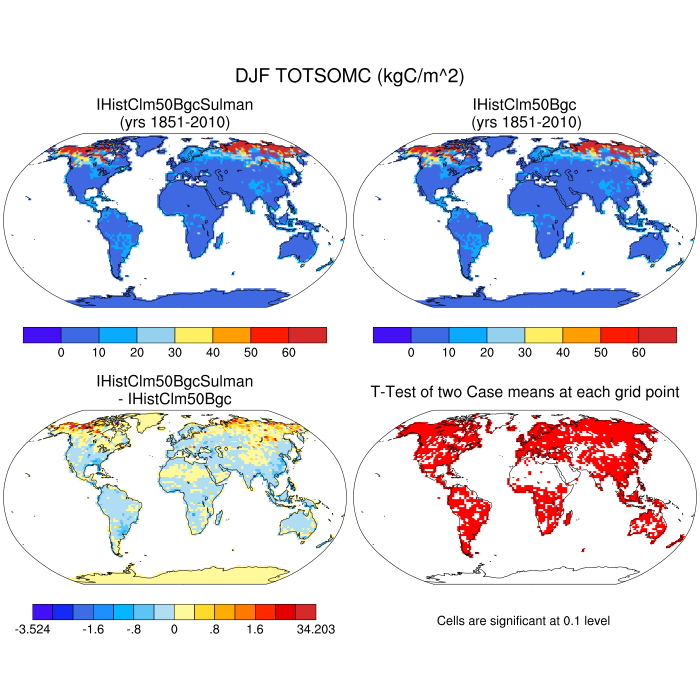 DJF TOTSOMC (kgC/m^2)
IHistClm50BgcSulman
(yrs 1851-2010)
IHistClm50Bgc
(yrs 1851-2010)
0 10 20 30 40 50 60
0 10 20 30 40 50 60
IHistClm50BgcSulman
- IHistClm50Bgc
T-Test of two Case means at each grid point
-3.524 -1.6 -.8 0 .8 1.6 34.203
Cells are significant at 0.1 level